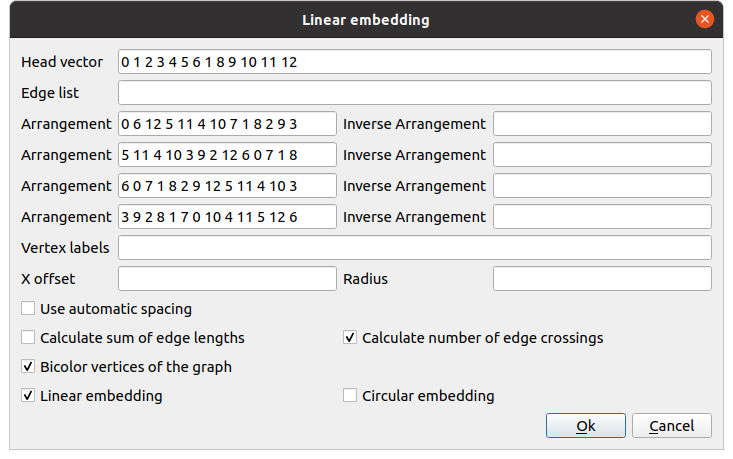 Linear embedding
Head vector 0 1 2 3 4 5 6 1 8 9 10 11 12
Edge list
Arrangement 0 6 12 5 11 4 10 7 1 8 2 9 3 Inverse Arrangement
Arrangement 5 11 4 10 3 9 2 12 6 0 7 1 8 Inverse Arrangement
Arrangement 6 0 7 1 8 2 9 12 5 11 4 10 3 Inverse Arrangement
Arrangement 3 9 2 8 1 7 0 10 4 11 5 12 6 Inverse Arrangement
Vertex labels
X offset Radius
Use automatic spacing
Calculate sum of edge lengths Calculate number of edge crossings
Bicolor vertices of the graph
Linear embedding Circular embedding
Ok Cancel